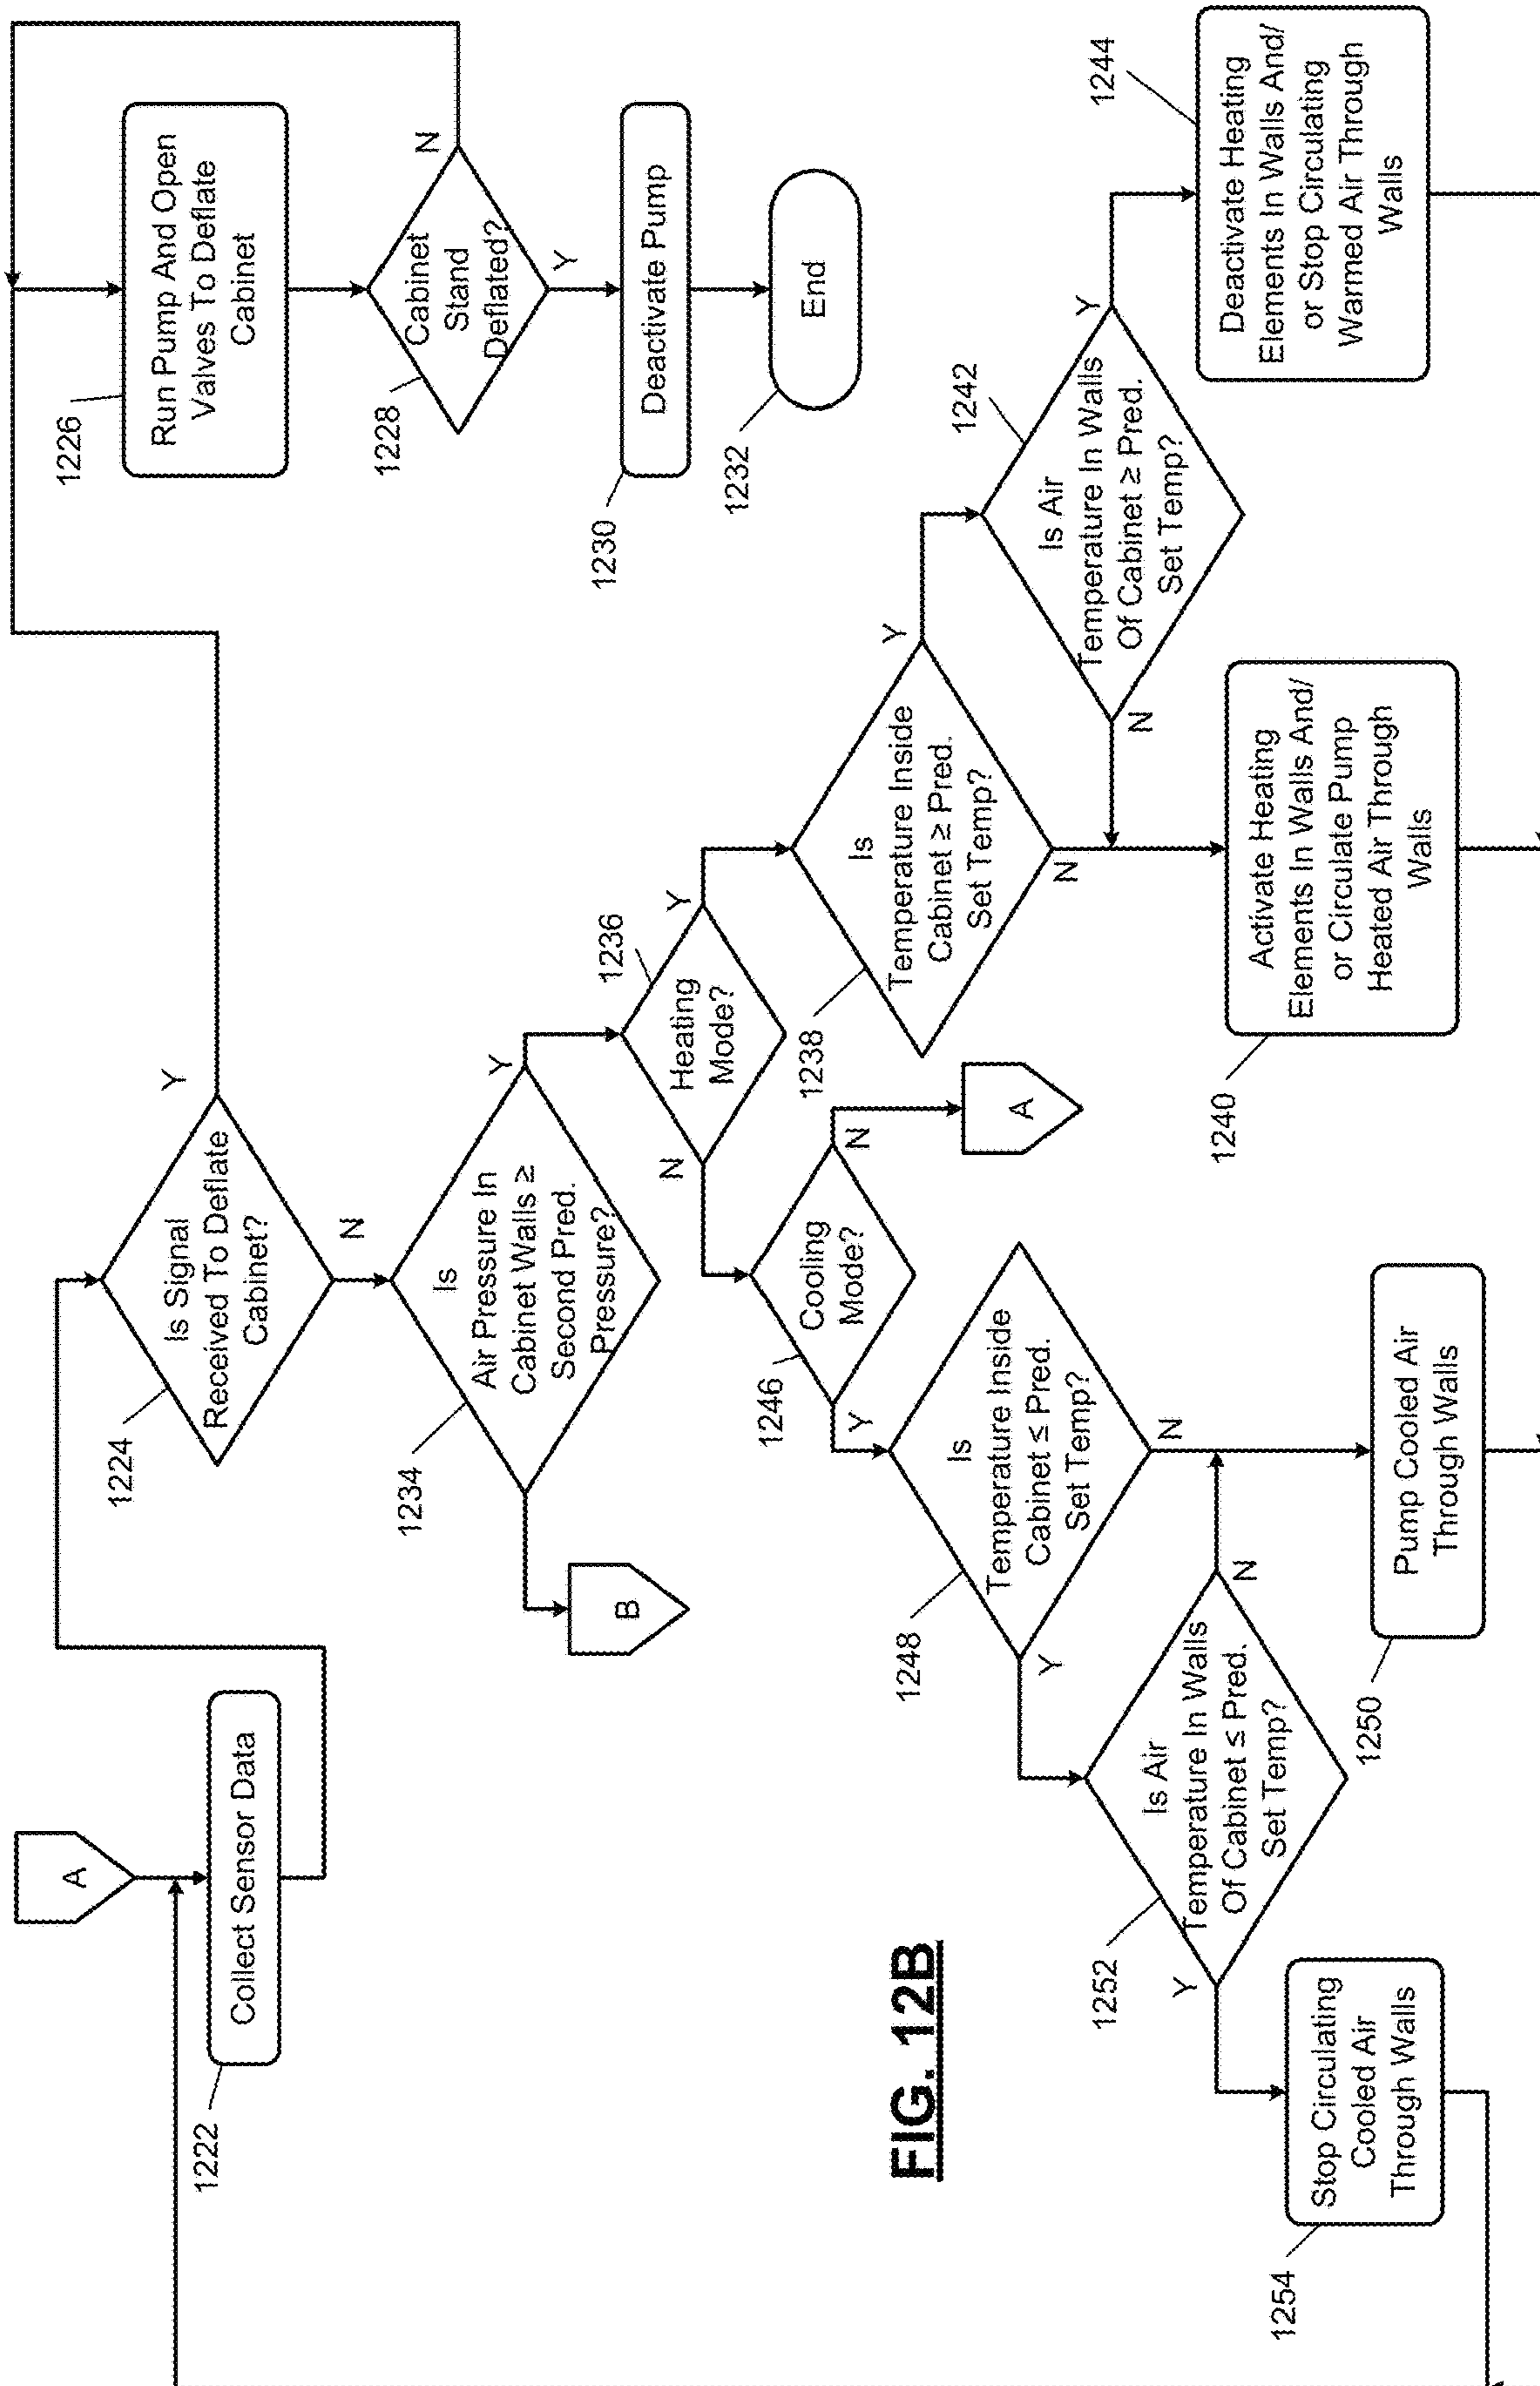 A
1222
Collect Sensor Data
1224
Is Signal
Received To Deflate
Cabinet?
Y
N
1226
Run Pump And Open
Valves To Deflate
Cabinet
1228
Cabinet
Stand
Deflated?
N
Y
1230
Deactivate Pump
1232
End
1234
Is
Air Pressure In
Cabinet Walls ≥
Second Pred.
Pressure?
Y
B
1236
Heating
Mode?
Y
N
1238
Is
Temperature Inside
Cabinet ≥ Pred.
Set Temp?
Y
N
1242
Is Air
Temperature In Walls
Of Cabinet ≥ Pred.
Set Temp?
Y
N
1244
Deactivate Heating
Elements In Walls And/
or Stop Circulating
Warmed Air Through
Walls
1240
Activate Heating
Elements In Walls And/
or Circulate Pump
Heated Air Through
Walls
1246
Cooling
Mode?
Y
N
A
1248
Is
Temperature Inside
Cabinet ≤ Pred.
Set Temp?
Y
N
1252
Is Air
Temperature In Walls
Of Cabinet ≤ Pred.
Set Temp?
Y
N
1250
Pump Cooled Air
Through Walls
1254
Stop Circulating
Cooled Air
Through Walls
FIG. 12B